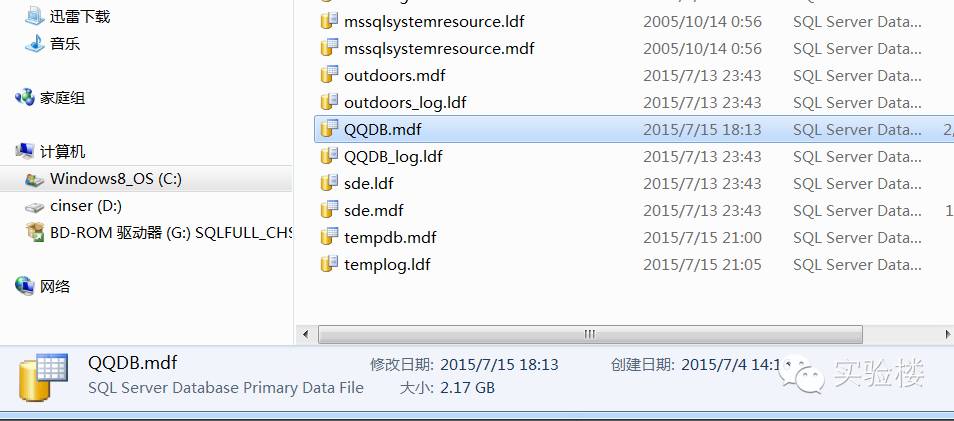 迅雷下载
音乐
家庭组
计算机
Windows8_OS (C:)
cinser (D:)
BD-ROM 驱动器 (G:) SQLFULL_CHS
网络
mssqlsystemresource.ldf 2005/10/14 0:56 SQL Server Data...
mssqlsystemresource.mdf 2005/10/14 0:56 SQL Server Data...
outdoors.mdf 2015/7/13 23:43 SQL Server Data...
outdoors_log.ldf 2015/7/13 23:43 SQL Server Data...
QQDB.mdf 2015/7/15 18:13 SQL Server Data... 2,
QQDB_log.ldf 2015/7/13 23:43 SQL Server Data...
sde.ldf 2015/7/13 23:43 SQL Server Data...
sde.mdf 2015/7/13 23:43 SQL Server Data... 1
tempdb.mdf 2015/7/15 21:00 SQL Server Data...
templog.ldf 2015/7/15 21:05 SQL Server Data...
QQDB.mdf 修改日期: 2015/7/15 18:13 创建日期: 2015/7/4 14:1
SQL Server Database Primary Data File 大小: 2.17 GB
实验楼